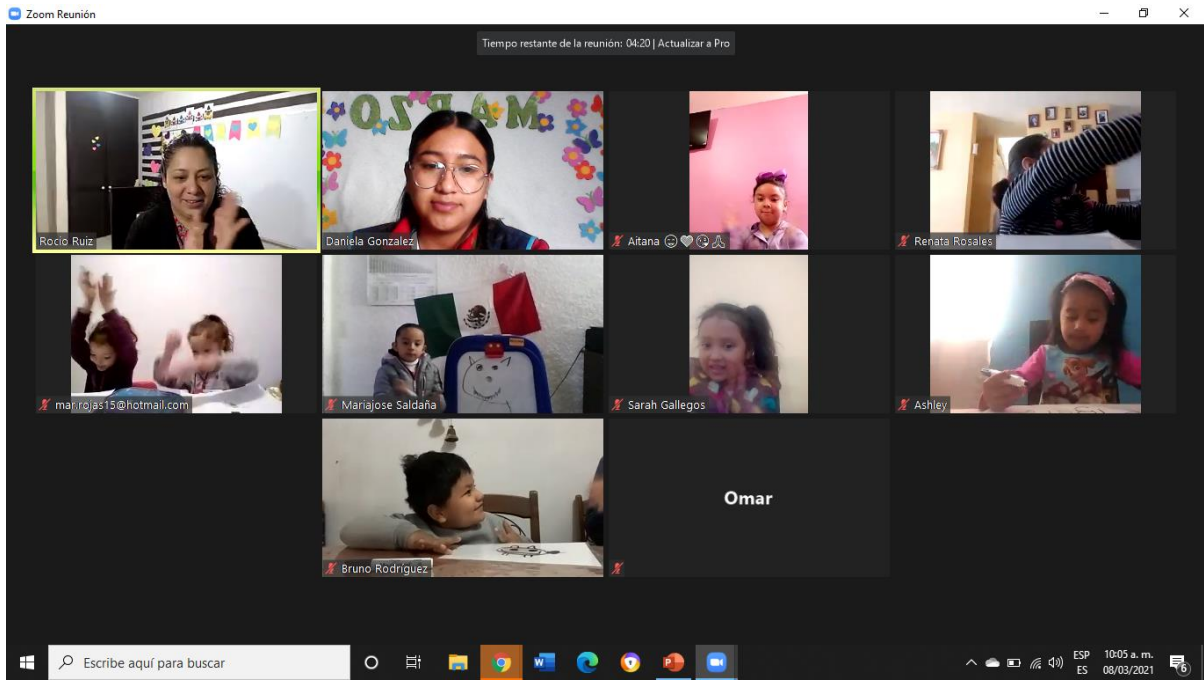 Zoom Reunión
Tiempo restante de la reunión: 04:20 | Actualizar a Pro
MARZO
Rocio Ruiz
Daniela Gonzalez
Aitana 😄🤍😘🙏
Renata Rosales
mar.rojas15@hotmail.com
Mariajose Saldaña
Sarah Gallegos
Ashley
Bruno Rodríguez
Omar
Escribe aquí para buscar
ESP
ES
10:05 a. m.
08/03/2021
6